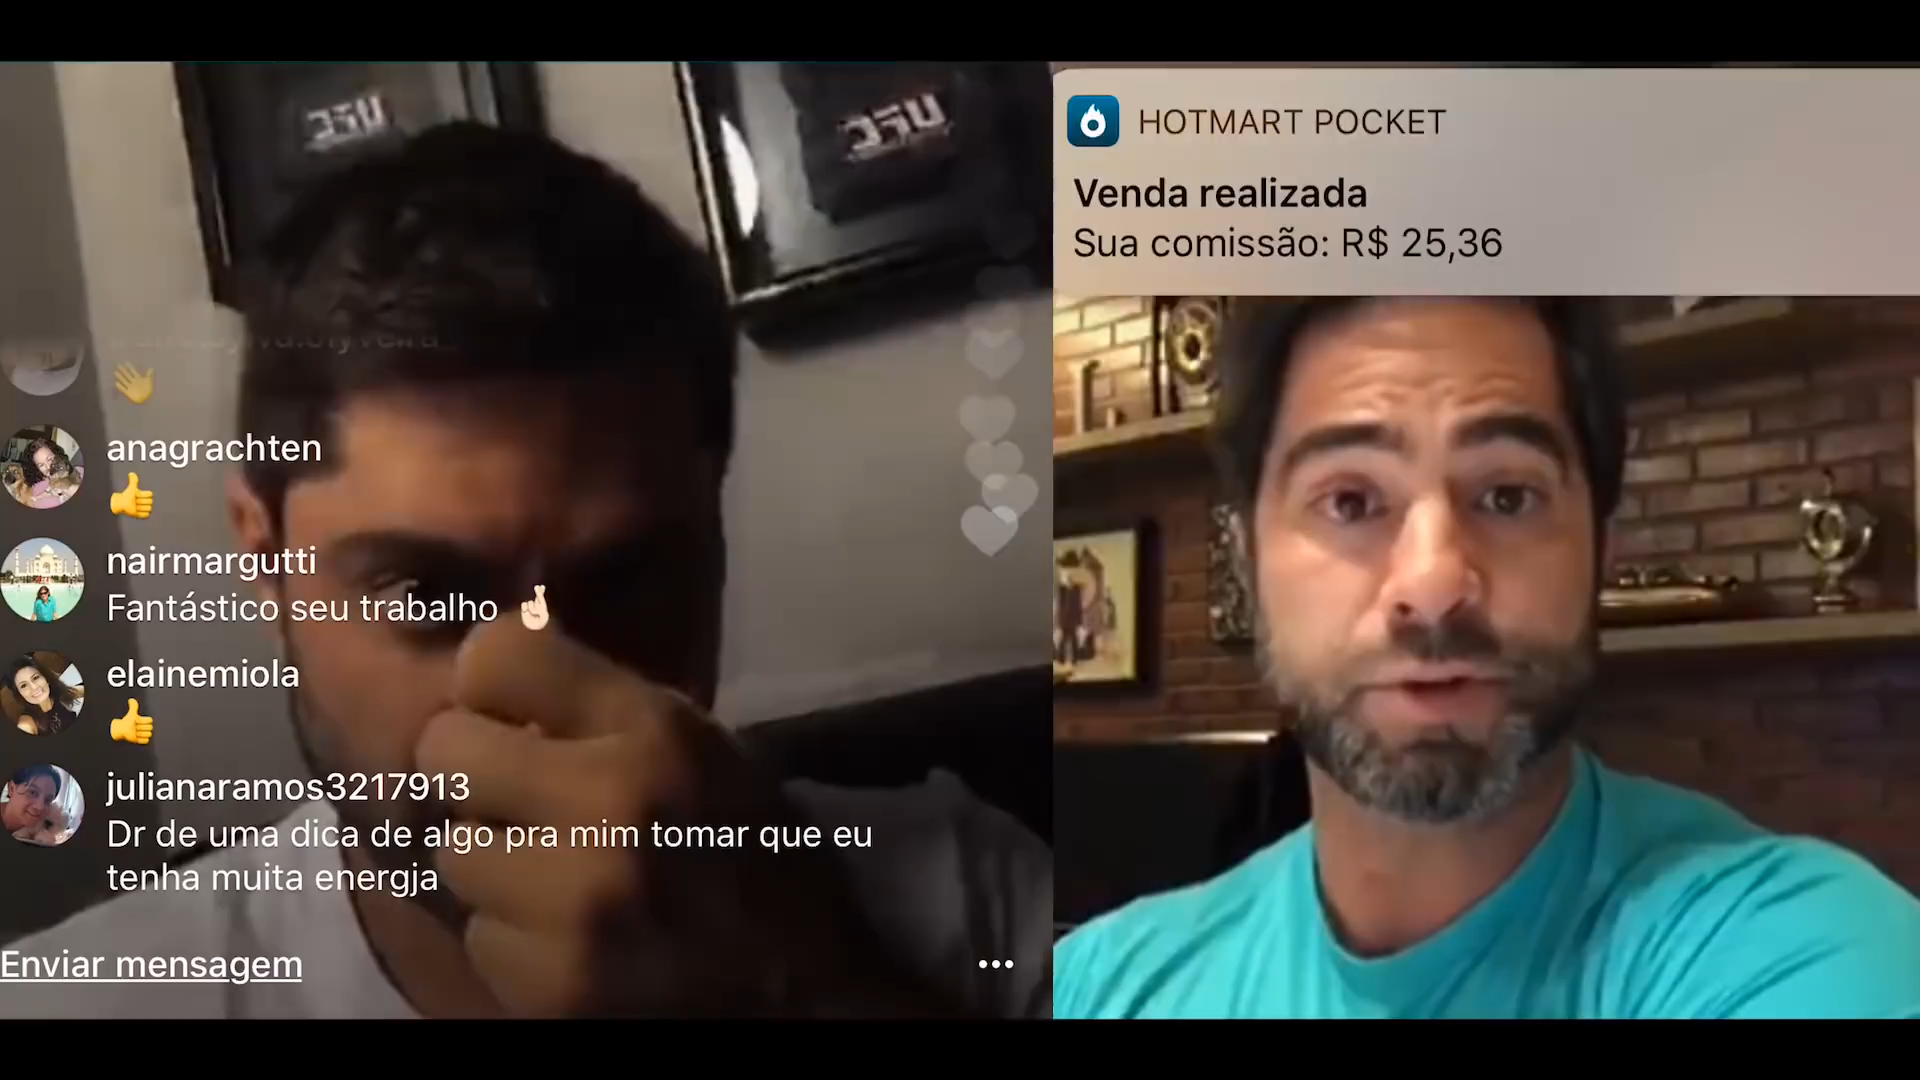 anagrachten
nairmargutti
Fantástico seu trabalho
elainemiola
julianaramos3217913
Dr de uma dica de algo pra mim tomar que eu
tenha muita energja
Enviar mensagem
HOTMART POCKET
Venda realizada
Sua comissão: R$ 25,36